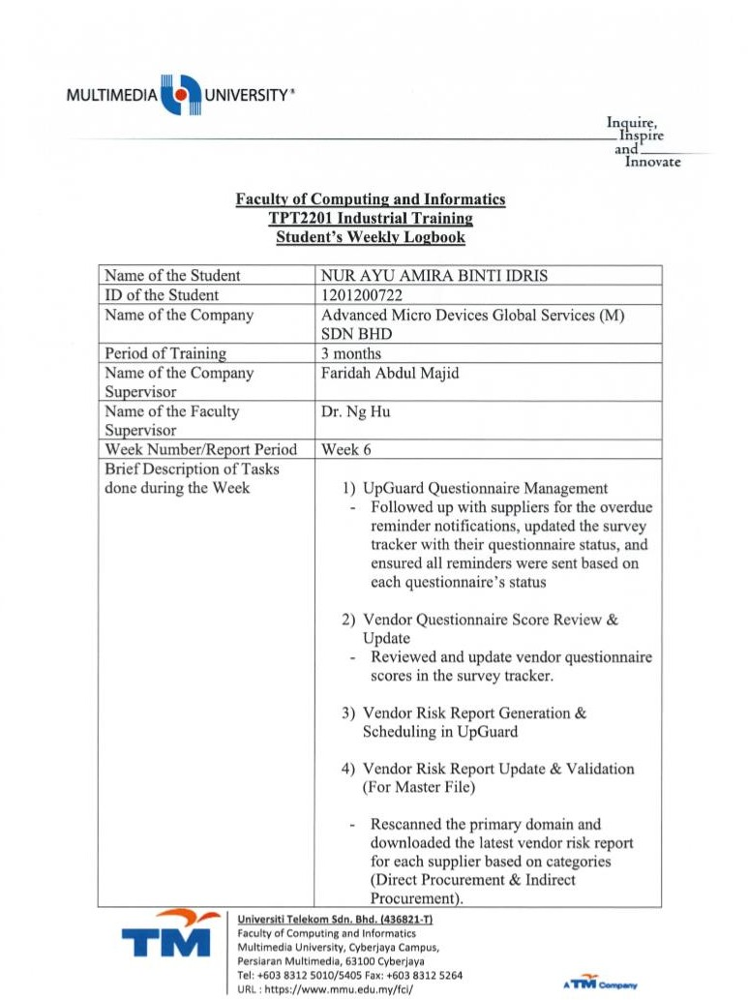 MULTIMEDIA UNIVERSITY®
Inquire,
Inspire
and
Innovate
Faculty of Computing and Informatics
TPT2201 Industrial Training
Student's Weekly Logbook
Name of the Student NUR AYU AMIRA BINTI IDRIS
ID of the Student 1201200722
Name of the Company Advanced Micro Devices Global Services (M)
SDN BHD
Period of Training 3 months
Name of the Company Faridah Abdul Majid
Supervisor
Name of the Faculty Dr. Ng Hu
Supervisor
Week Number/Report Period Week 6
Brief Description of Tasks
done during the Week
1) UpGuard Questionnaire Management
- Followed up with suppliers for the overdue
reminder notifications, updated the survey
tracker with their questionnaire status, and
ensured all reminders were sent based on
each questionnaire's status
2) Vendor Questionnaire Score Review &
Update
- Reviewed and update vendor questionnaire
scores in the survey tracker.
3) Vendor Risk Report Generation &
Scheduling in UpGuard
4) Vendor Risk Report Update & Validation
(For Master File)
- Rescanned the primary domain and
downloaded the latest vendor risk report
for each supplier based on categories
(Direct Procurement & Indirect
Procurement).
TM
Universiti Telekom Sdn. Bhd. (436821-T)
Faculty of Computing and Informatics
Multimedia University, Cyberjaya Campus,
Persiaran Multimedia, 63100 Cyberjaya
Tel: +603 8312 5010/5405 Fax: +603 8312 5264
URL : https://www.mmu.edu.my/fci/
A TM Company